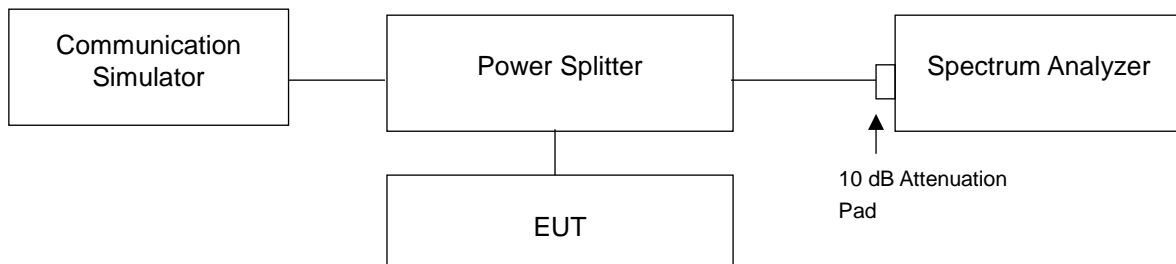 Communication
Simulator
Power Splitter
Spectrum Analyzer
10 dB Attenuation
Pad
EUT